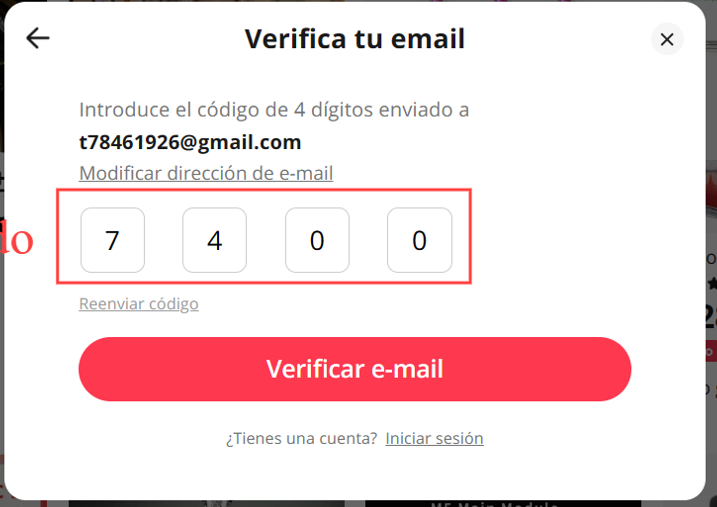 Verifica tu email
Introduce el código de 4 dígitos enviado a
t78461926@gmail.com
Modificar dirección de e-mail
7 4 0 0
Reenviar código
Verificar e-mail
¿Tienes una cuenta? Iniciar sesión